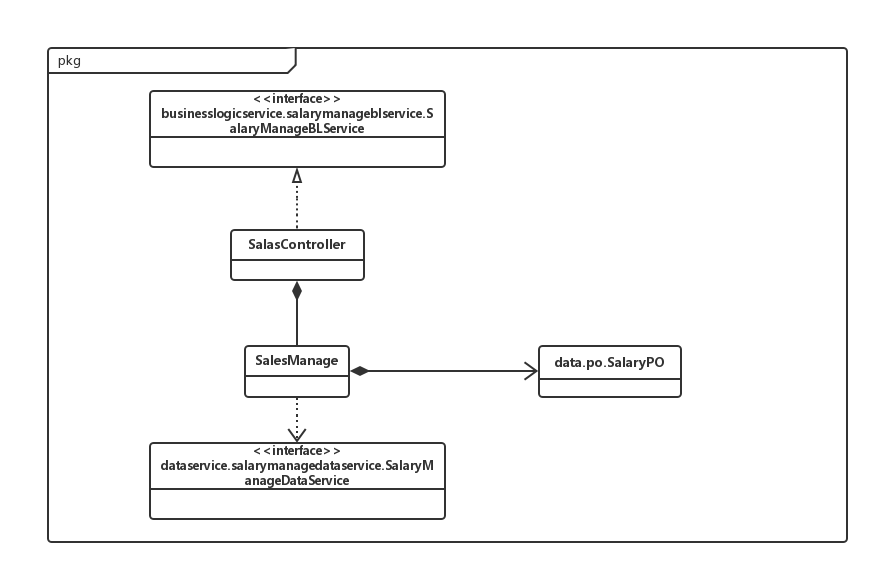 pkg
<<interface>>
businesslogicservice.salarymanageblservice.S
alaryManageBLService
SalasController
SalesManage
data.po.SalaryPO
<<interface>>
dataservice.salarymanagedataservice.SalaryM
anageDataService